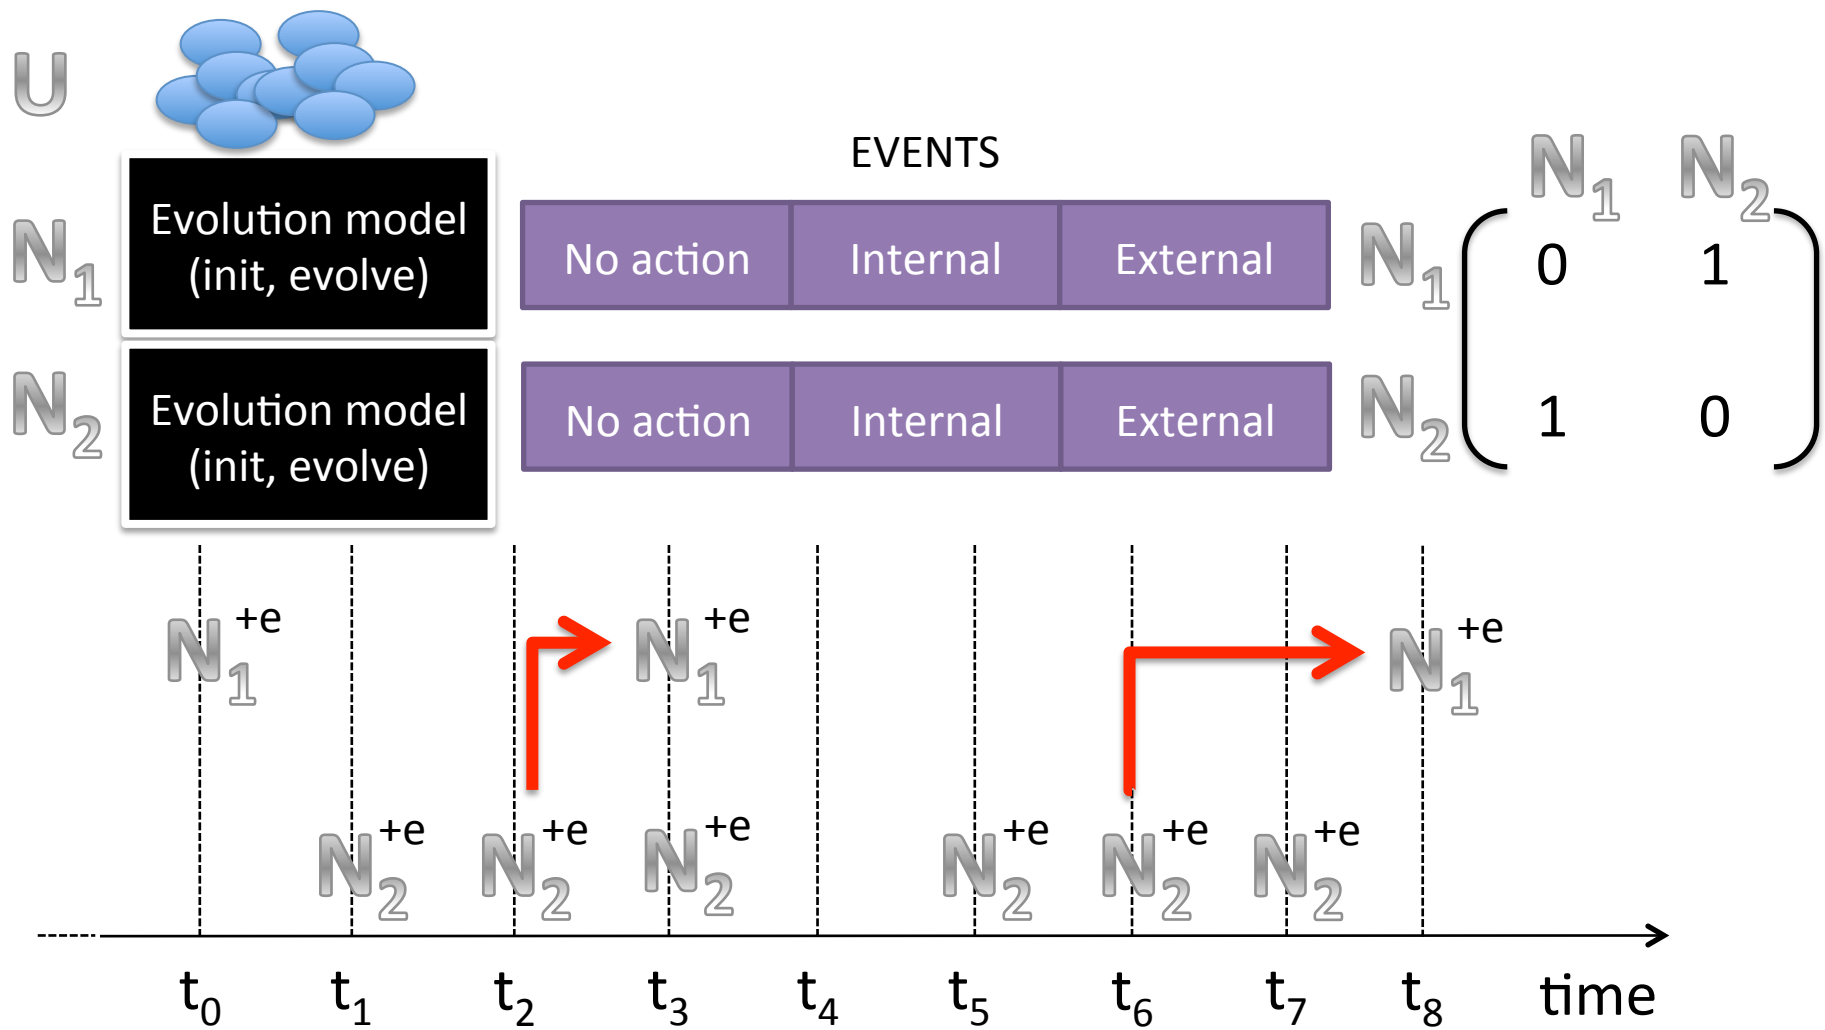 U
EVENTS
N1 N2
N1 Evolution model
(init, evolve)
No action Internal External
N1 0 1
N2 Evolution model
(init, evolve)
No action Internal External
N2 1 0
N1+e N1+e N1+e
N2+e N2+e N2+e N2+e N2+e N2+e
t0 t1 t2 t3 t4 t5 t6 t7 t8 time